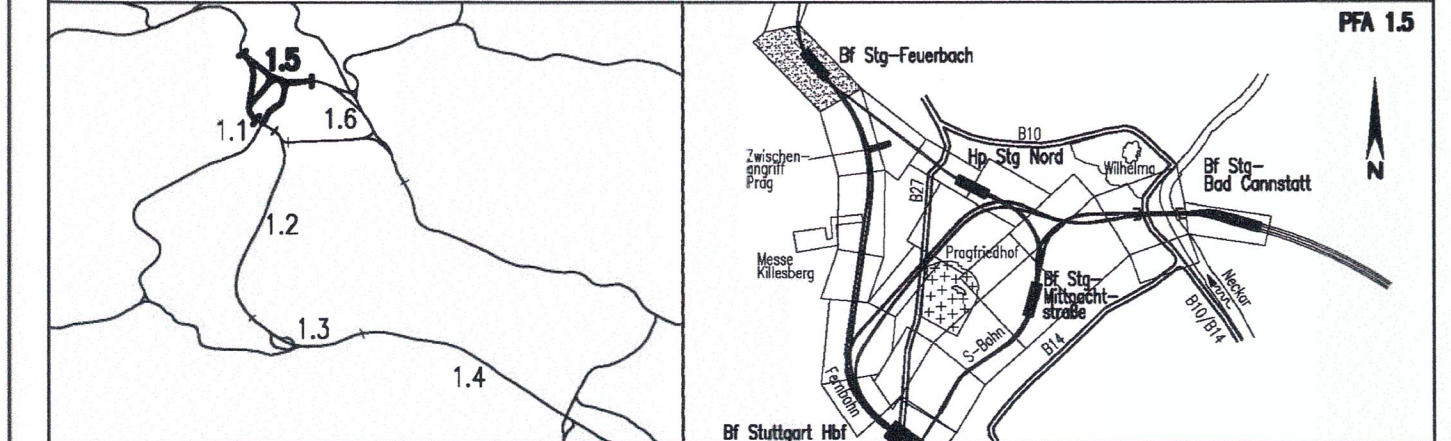 1.5
1.1
1.6
1.2
1.3
1.4
PFA 1.5
Bf Stg-Feuerbach
B10
Zwischen-
angriff
Prag
Hp Stg Nord
Wilhelma
Bf Stg-
Bad Cannstatt
N
B27
Messe
Killesberg
Pragfriedhof
Bf Stg-
Mittnacht-
straße
Neckar
B10/B14
S-Bahn
B14
Fernbahn
Bf Stuttgart Hbf